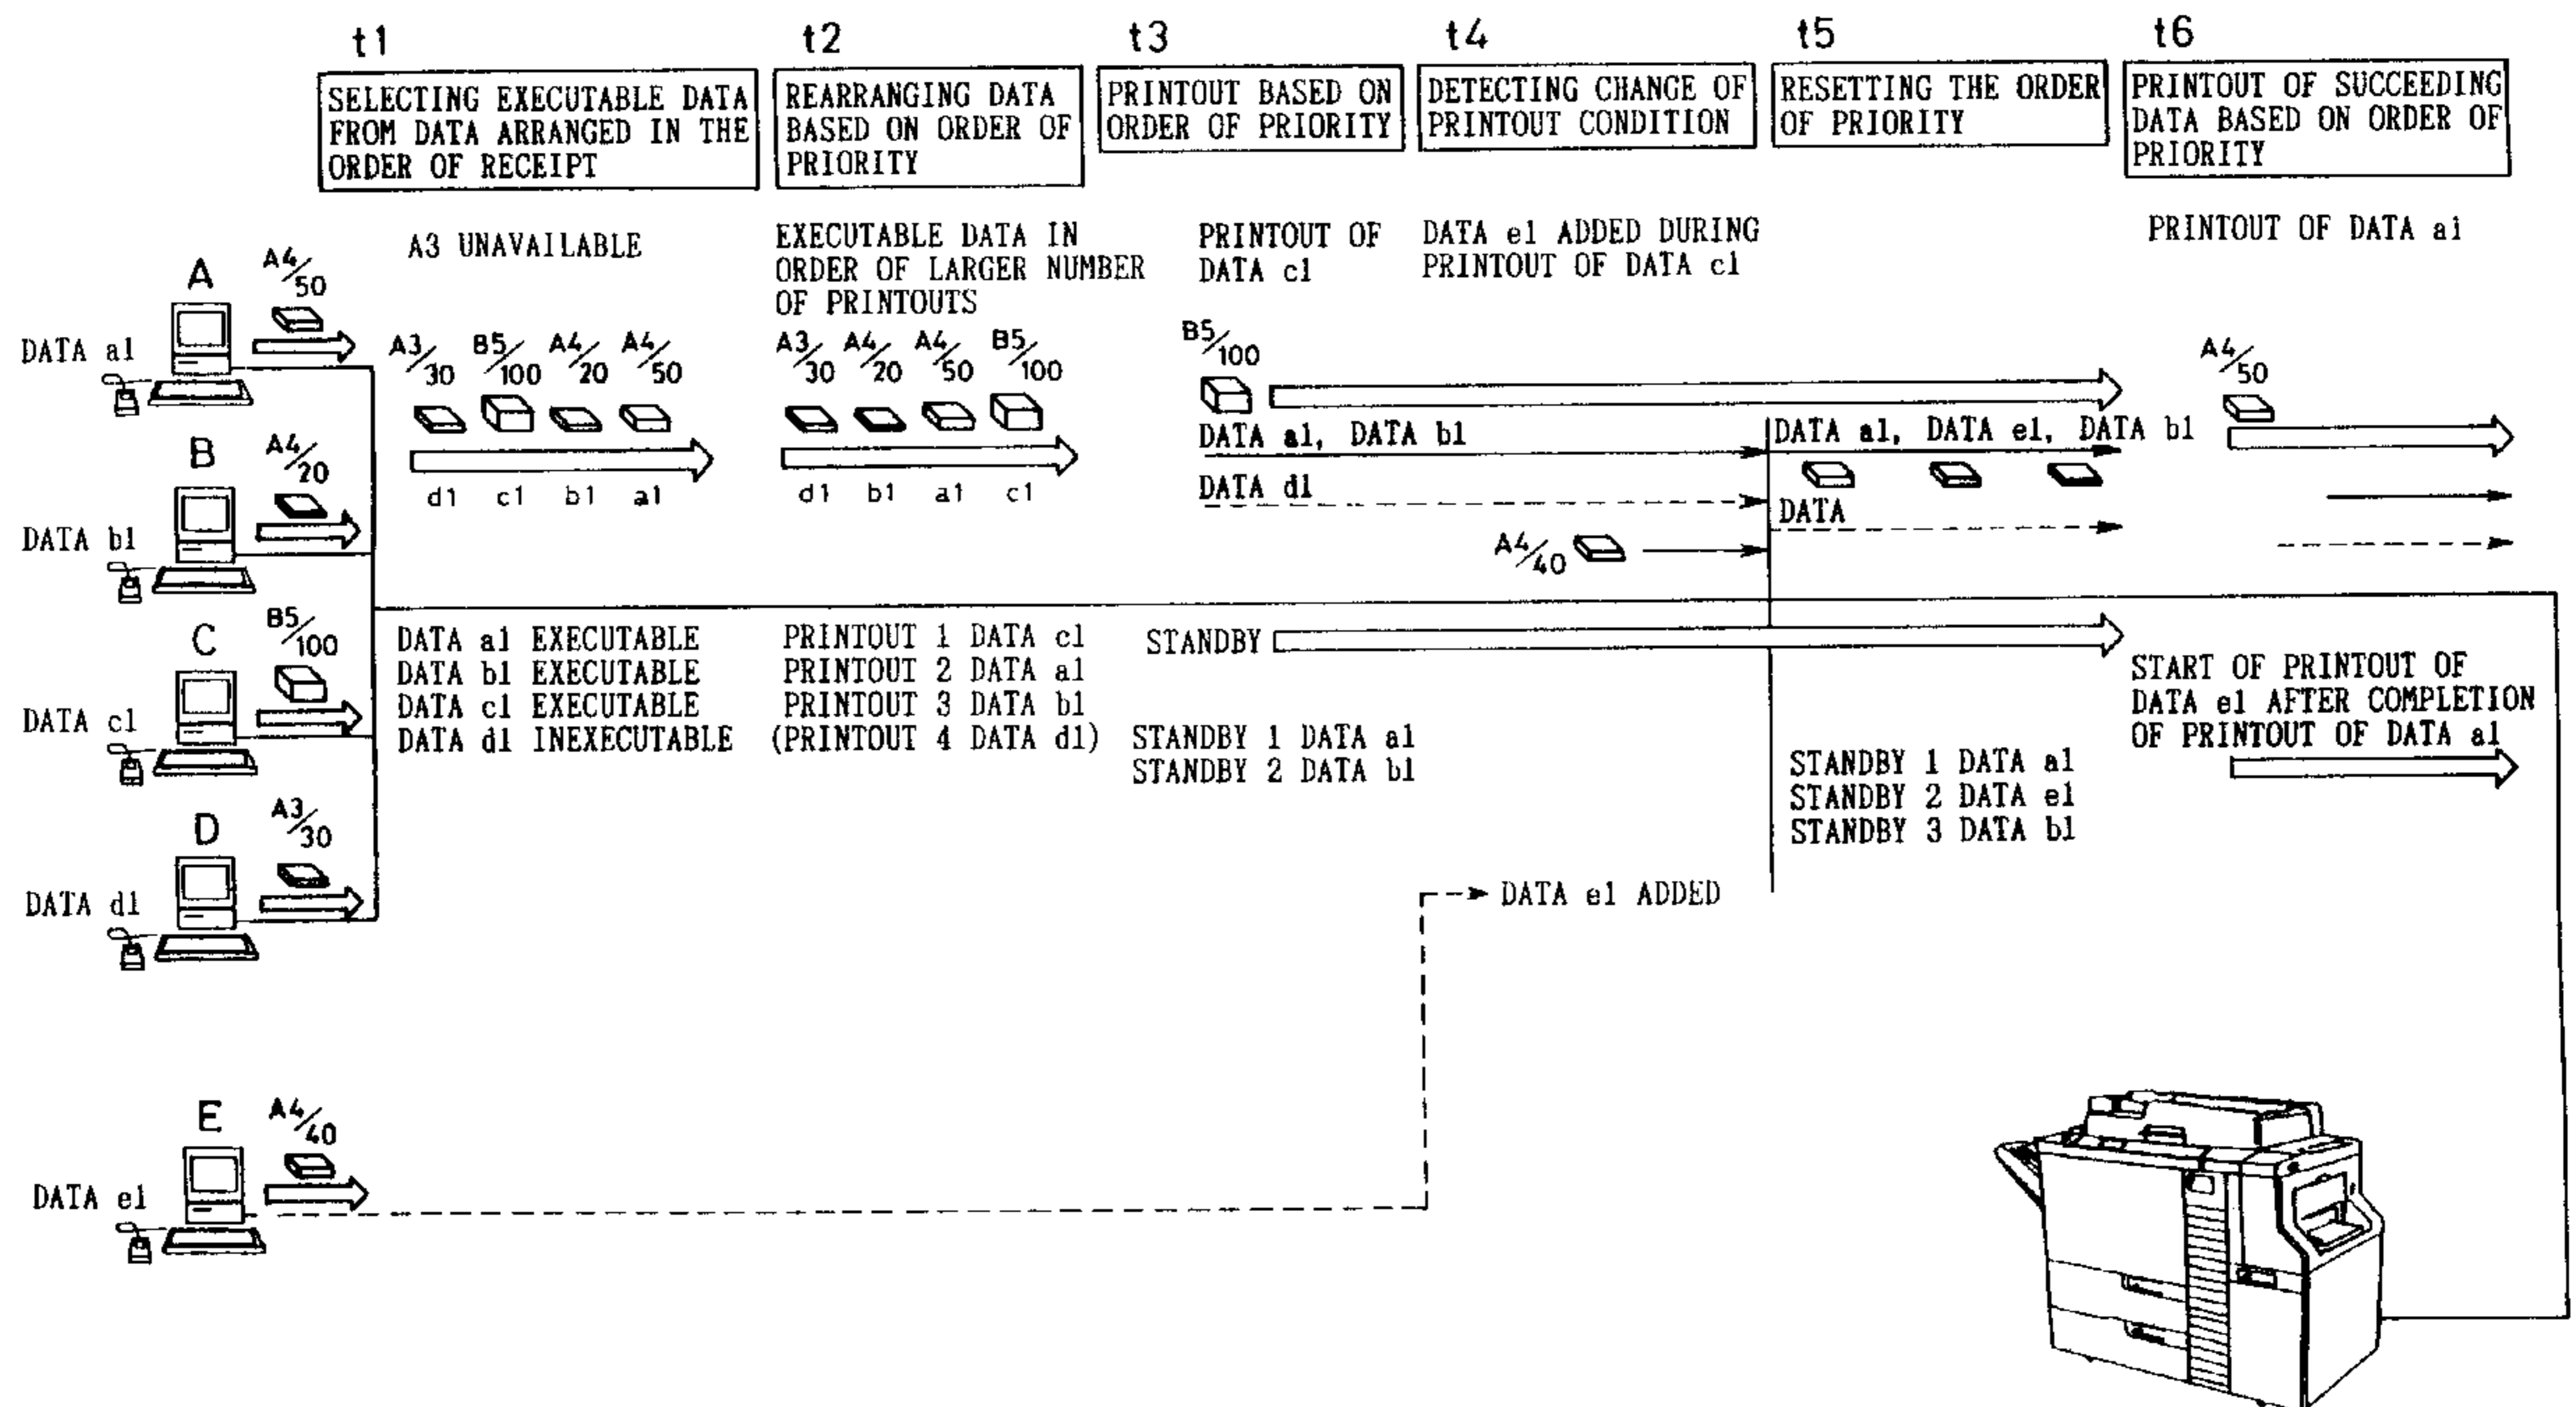 t1
t2
t3
t4
t5
t6
SELECTING EXECUTABLE DATA
FROM DATA ARRANGED IN THE
ORDER OF RECEIPT
REARRANGING DATA
BASED ON ORDER OF
PRIORITY
PRINTOUT BASED ON
ORDER OF PRIORITY
DETECTING CHANGE OF
PRINTOUT CONDITION
RESETTING THE ORDER
OF PRIORITY
PRINTOUT OF SUCCEEDING
DATA BASED ON ORDER OF
PRIORITY
A3 UNAVAILABLE
EXECUTABLE DATA IN
ORDER OF LARGER NUMBER
OF PRINTOUTS
PRINTOUT OF
DATA c1
DATA e1 ADDED DURING
PRINTOUT OF DATA c1
PRINTOUT OF DATA a1
A
A4/50
DATA a1
B
A4/20
DATA b1
C
B5/100
DATA c1
D
A3/30
DATA d1
E
A4/40
DATA e1
A3/30 B5/100 A4/20 A4/50
d1 c1 b1 a1
A3/30 A4/20 A4/50 B5/100
d1 b1 a1 c1
B5/100
DATA a1, DATA b1
DATA d1
A4/40
DATA a1, DATA e1, DATA b1
DATA
A4/50
DATA a1 EXECUTABLE
DATA b1 EXECUTABLE
DATA c1 EXECUTABLE
DATA d1 INEXECUTABLE
PRINTOUT 1 DATA c1
PRINTOUT 2 DATA a1
PRINTOUT 3 DATA b1
(PRINTOUT 4 DATA d1)
STANDBY
STANDBY 1 DATA a1
STANDBY 2 DATA b1
DATA e1 ADDED
STANDBY 1 DATA a1
STANDBY 2 DATA e1
STANDBY 3 DATA b1
START OF PRINTOUT OF
DATA e1 AFTER COMPLETION
OF PRINTOUT OF DATA a1